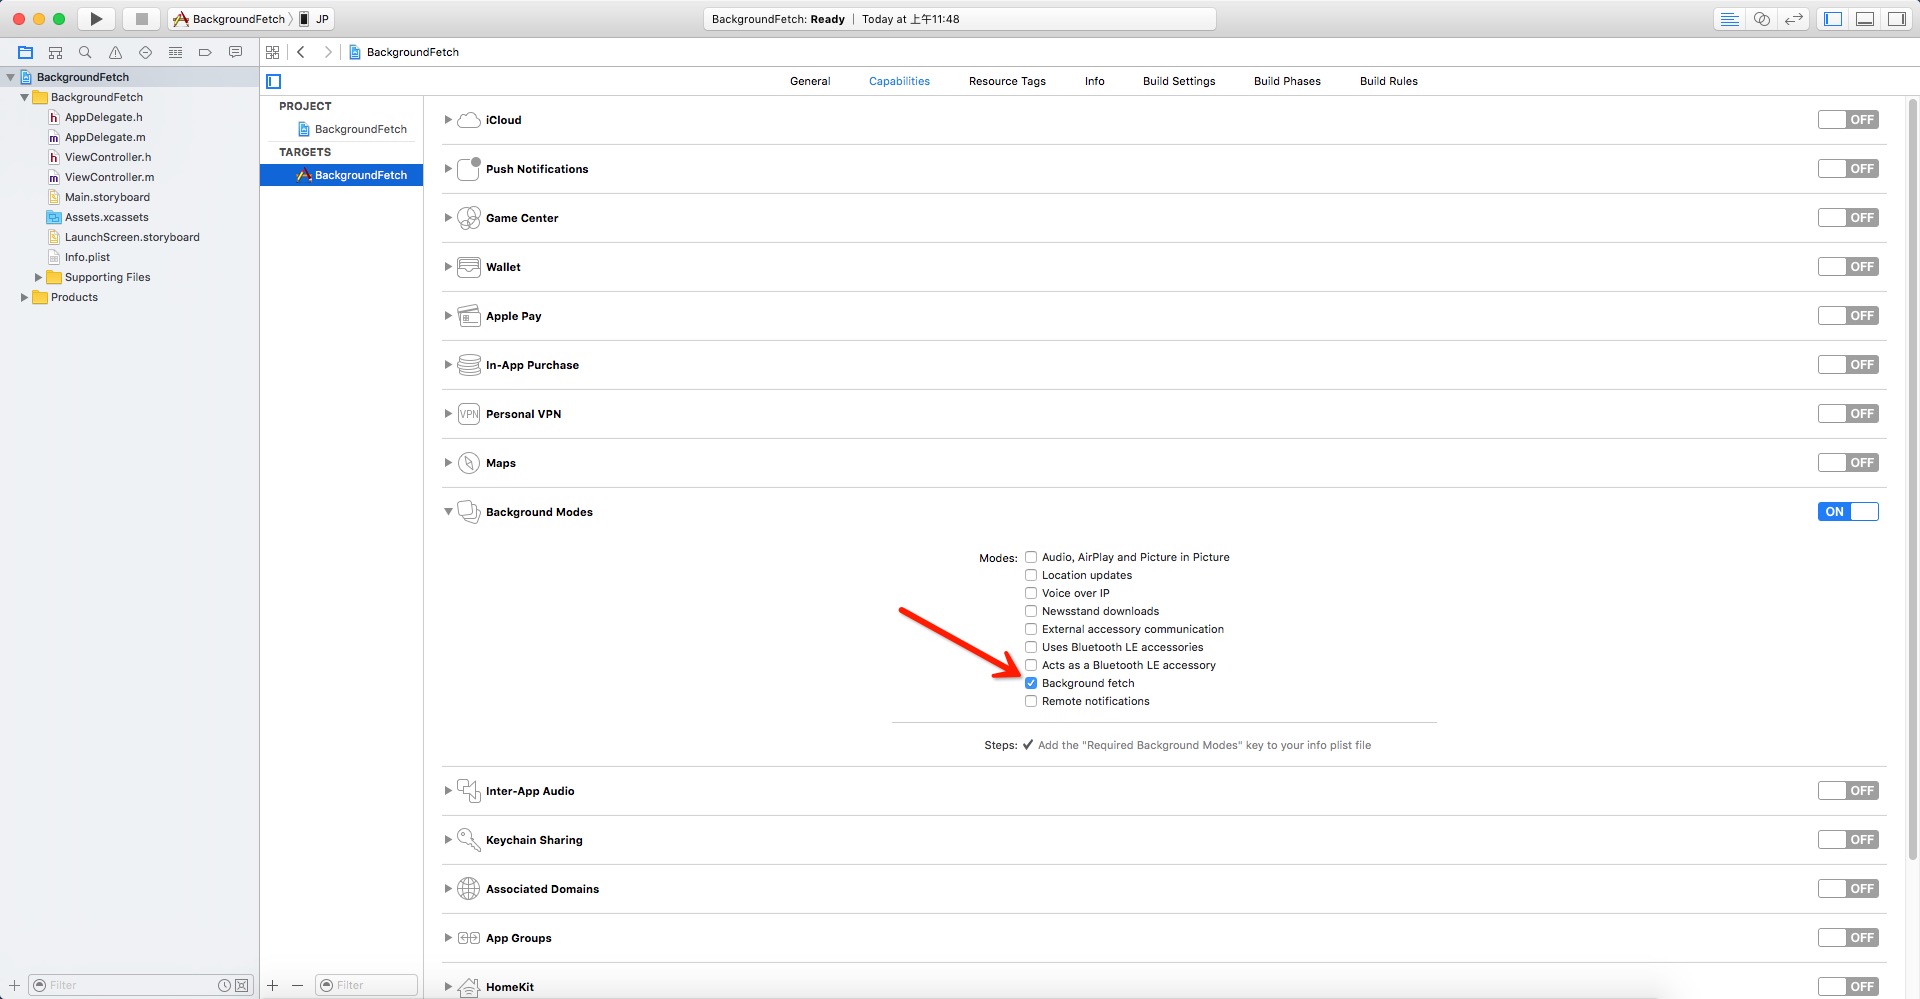 BackgroundFetch JP
BackgroundFetch: Ready Today at 上午11:48
BackgroundFetch
BackgroundFetch
BackgroundFetch
AppDelegate.h
AppDelegate.m
ViewController.h
ViewController.m
Main.storyboard
Assets.xcassets
LaunchScreen.storyboard
Info.plist
Supporting Files
Products
Filter
General Capabilities Resource Tags Info Build Settings Build Phases Build Rules
PROJECT
BackgroundFetch
TARGETS
BackgroundFetch
Filter
iCloud OFF
Push Notifications OFF
Game Center OFF
Wallet OFF
Apple Pay OFF
In-App Purchase OFF
VPN Personal VPN OFF
Maps OFF
Background Modes ON
Modes: Audio, AirPlay and Picture in Picture
Location updates
Voice over IP
Newsstand downloads
External accessory communication
Uses Bluetooth LE accessories
Acts as a Bluetooth LE accessory
Background fetch
Remote notifications
Steps: ✔ Add the "Required Background Modes" key to your info plist file
Inter-App Audio OFF
Keychain Sharing OFF
Associated Domains OFF
App Groups OFF
HomeKit OFF